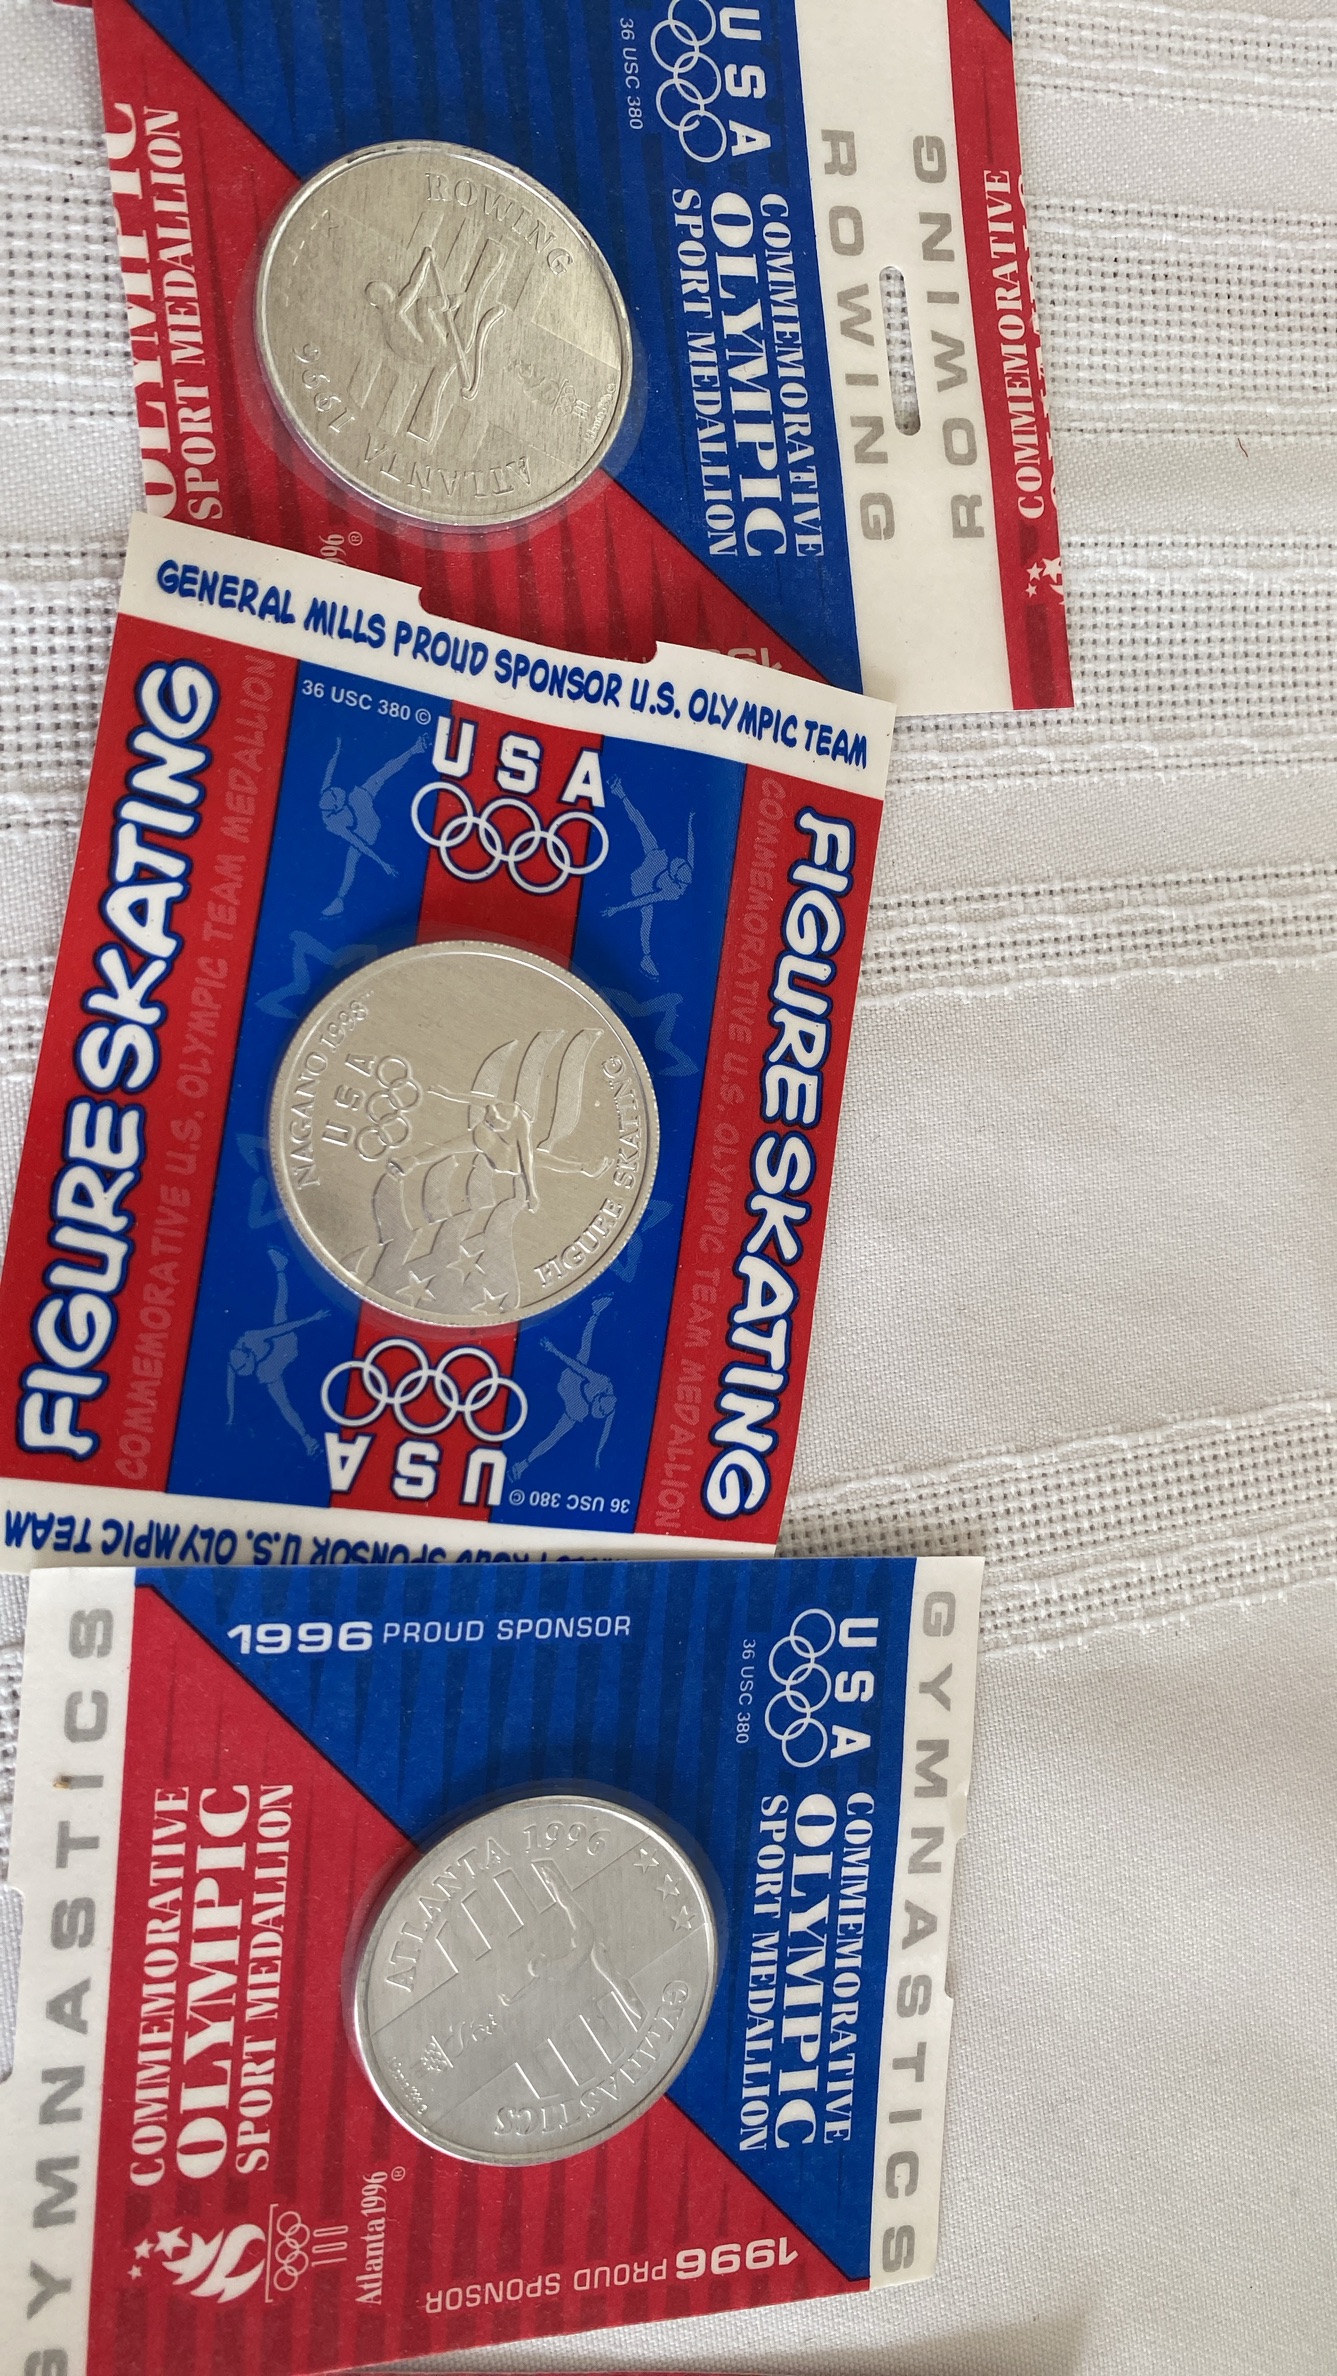 OLYMPIC
SPORT MEDALLION
ROWING
ATLANTA 1996
USA
36 USC 380
COMMEMORATIVE
OLYMPIC
SPORT MEDALLION
ROWING
ROWING
COMMEMORATIVE
®
GENERAL MILLS PROUD SPONSOR U.S. OLYMPIC TEAM
FIGURE SKATING
COMMEMORATIVE U.S. OLYMPIC TEAM MEDALLION
36 USC 380 ©
USA
NAGANO 1998
USA
FIGURE SKATING
USA
36 USC 380 ©
COMMEMORATIVE U.S. OLYMPIC TEAM MEDALLION
FIGURE SKATING
PROUD SPONSOR U.S. OLYMPIC TEAM
GYMNASTICS
1996 PROUD SPONSOR
COMMEMORATIVE
OLYMPIC
SPORT MEDALLION
100
Atlanta 1996
®
ATLANTA 1996
GYMNASTICS
USA
36 USC 380
COMMEMORATIVE
OLYMPIC
SPORT MEDALLION
1996 PROUD SPONSOR
GYMNASTICS